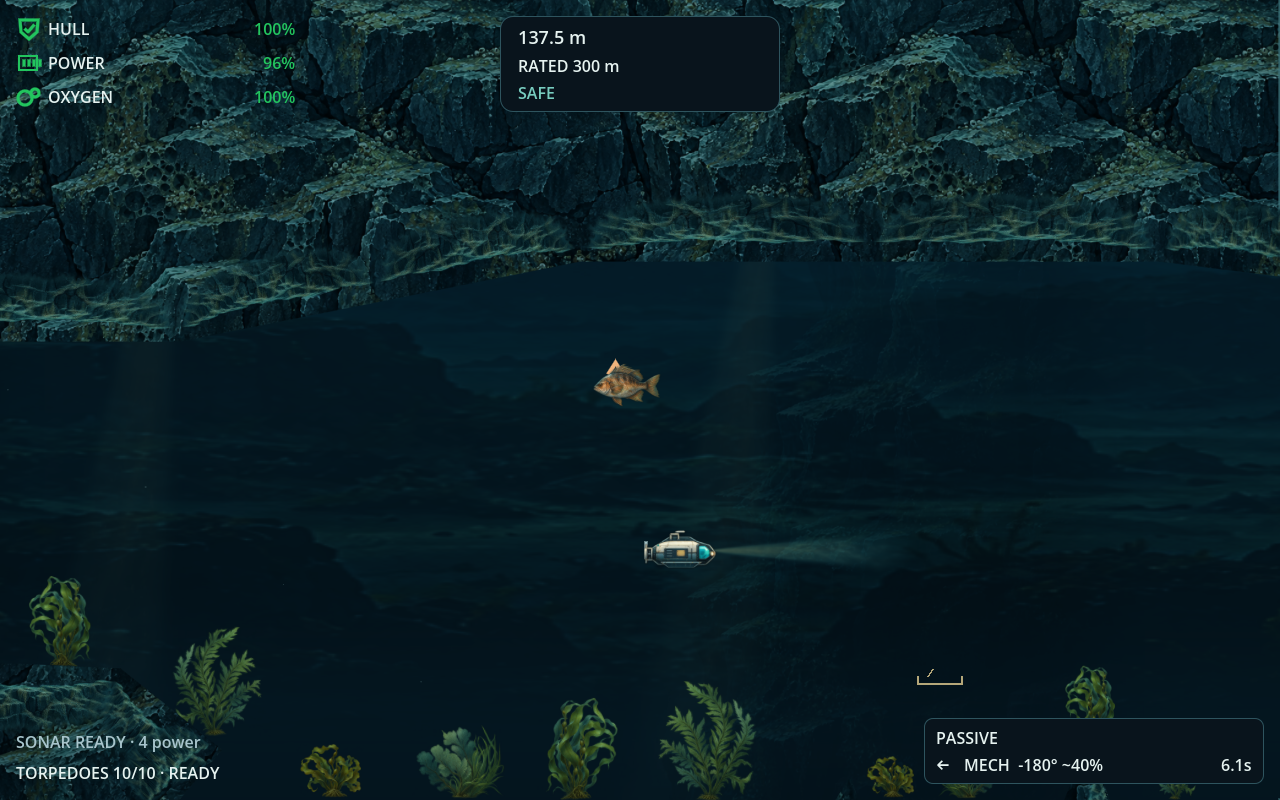 HULL 100%
POWER 96%
OXYGEN 100%
137.5 m
RATED 300 m
SAFE
SONAR READY · 4 power
TORPEDOES 10/10 · READY
PASSIVE
← MECH -180° ~40% 6.1s